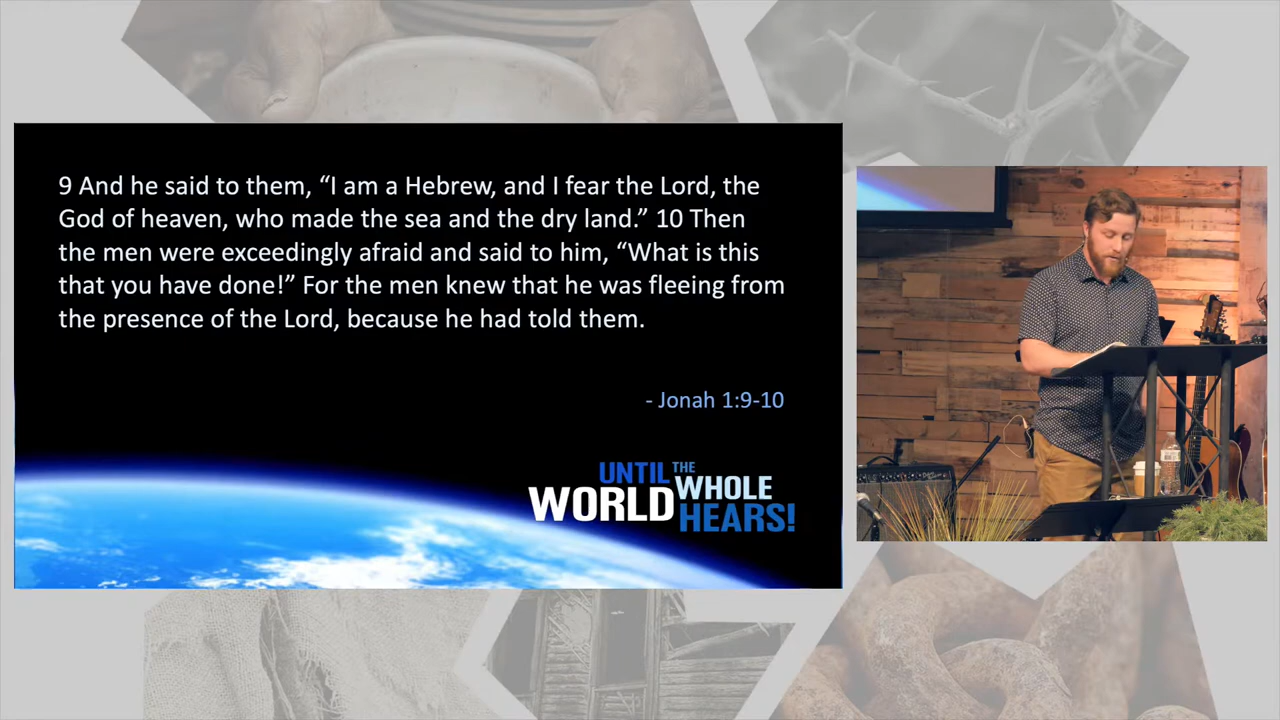 9 And he said to them, “I am a Hebrew, and I fear the Lord, the
God of heaven, who made the sea and the dry land.” 10 Then
the men were exceedingly afraid and said to him, “What is this
that you have done!” For the men knew that he was fleeing from
the presence of the Lord, because he had told them.
- Jonah 1:9-10
UNTIL THE
WORLD WHOLE
HEARS!